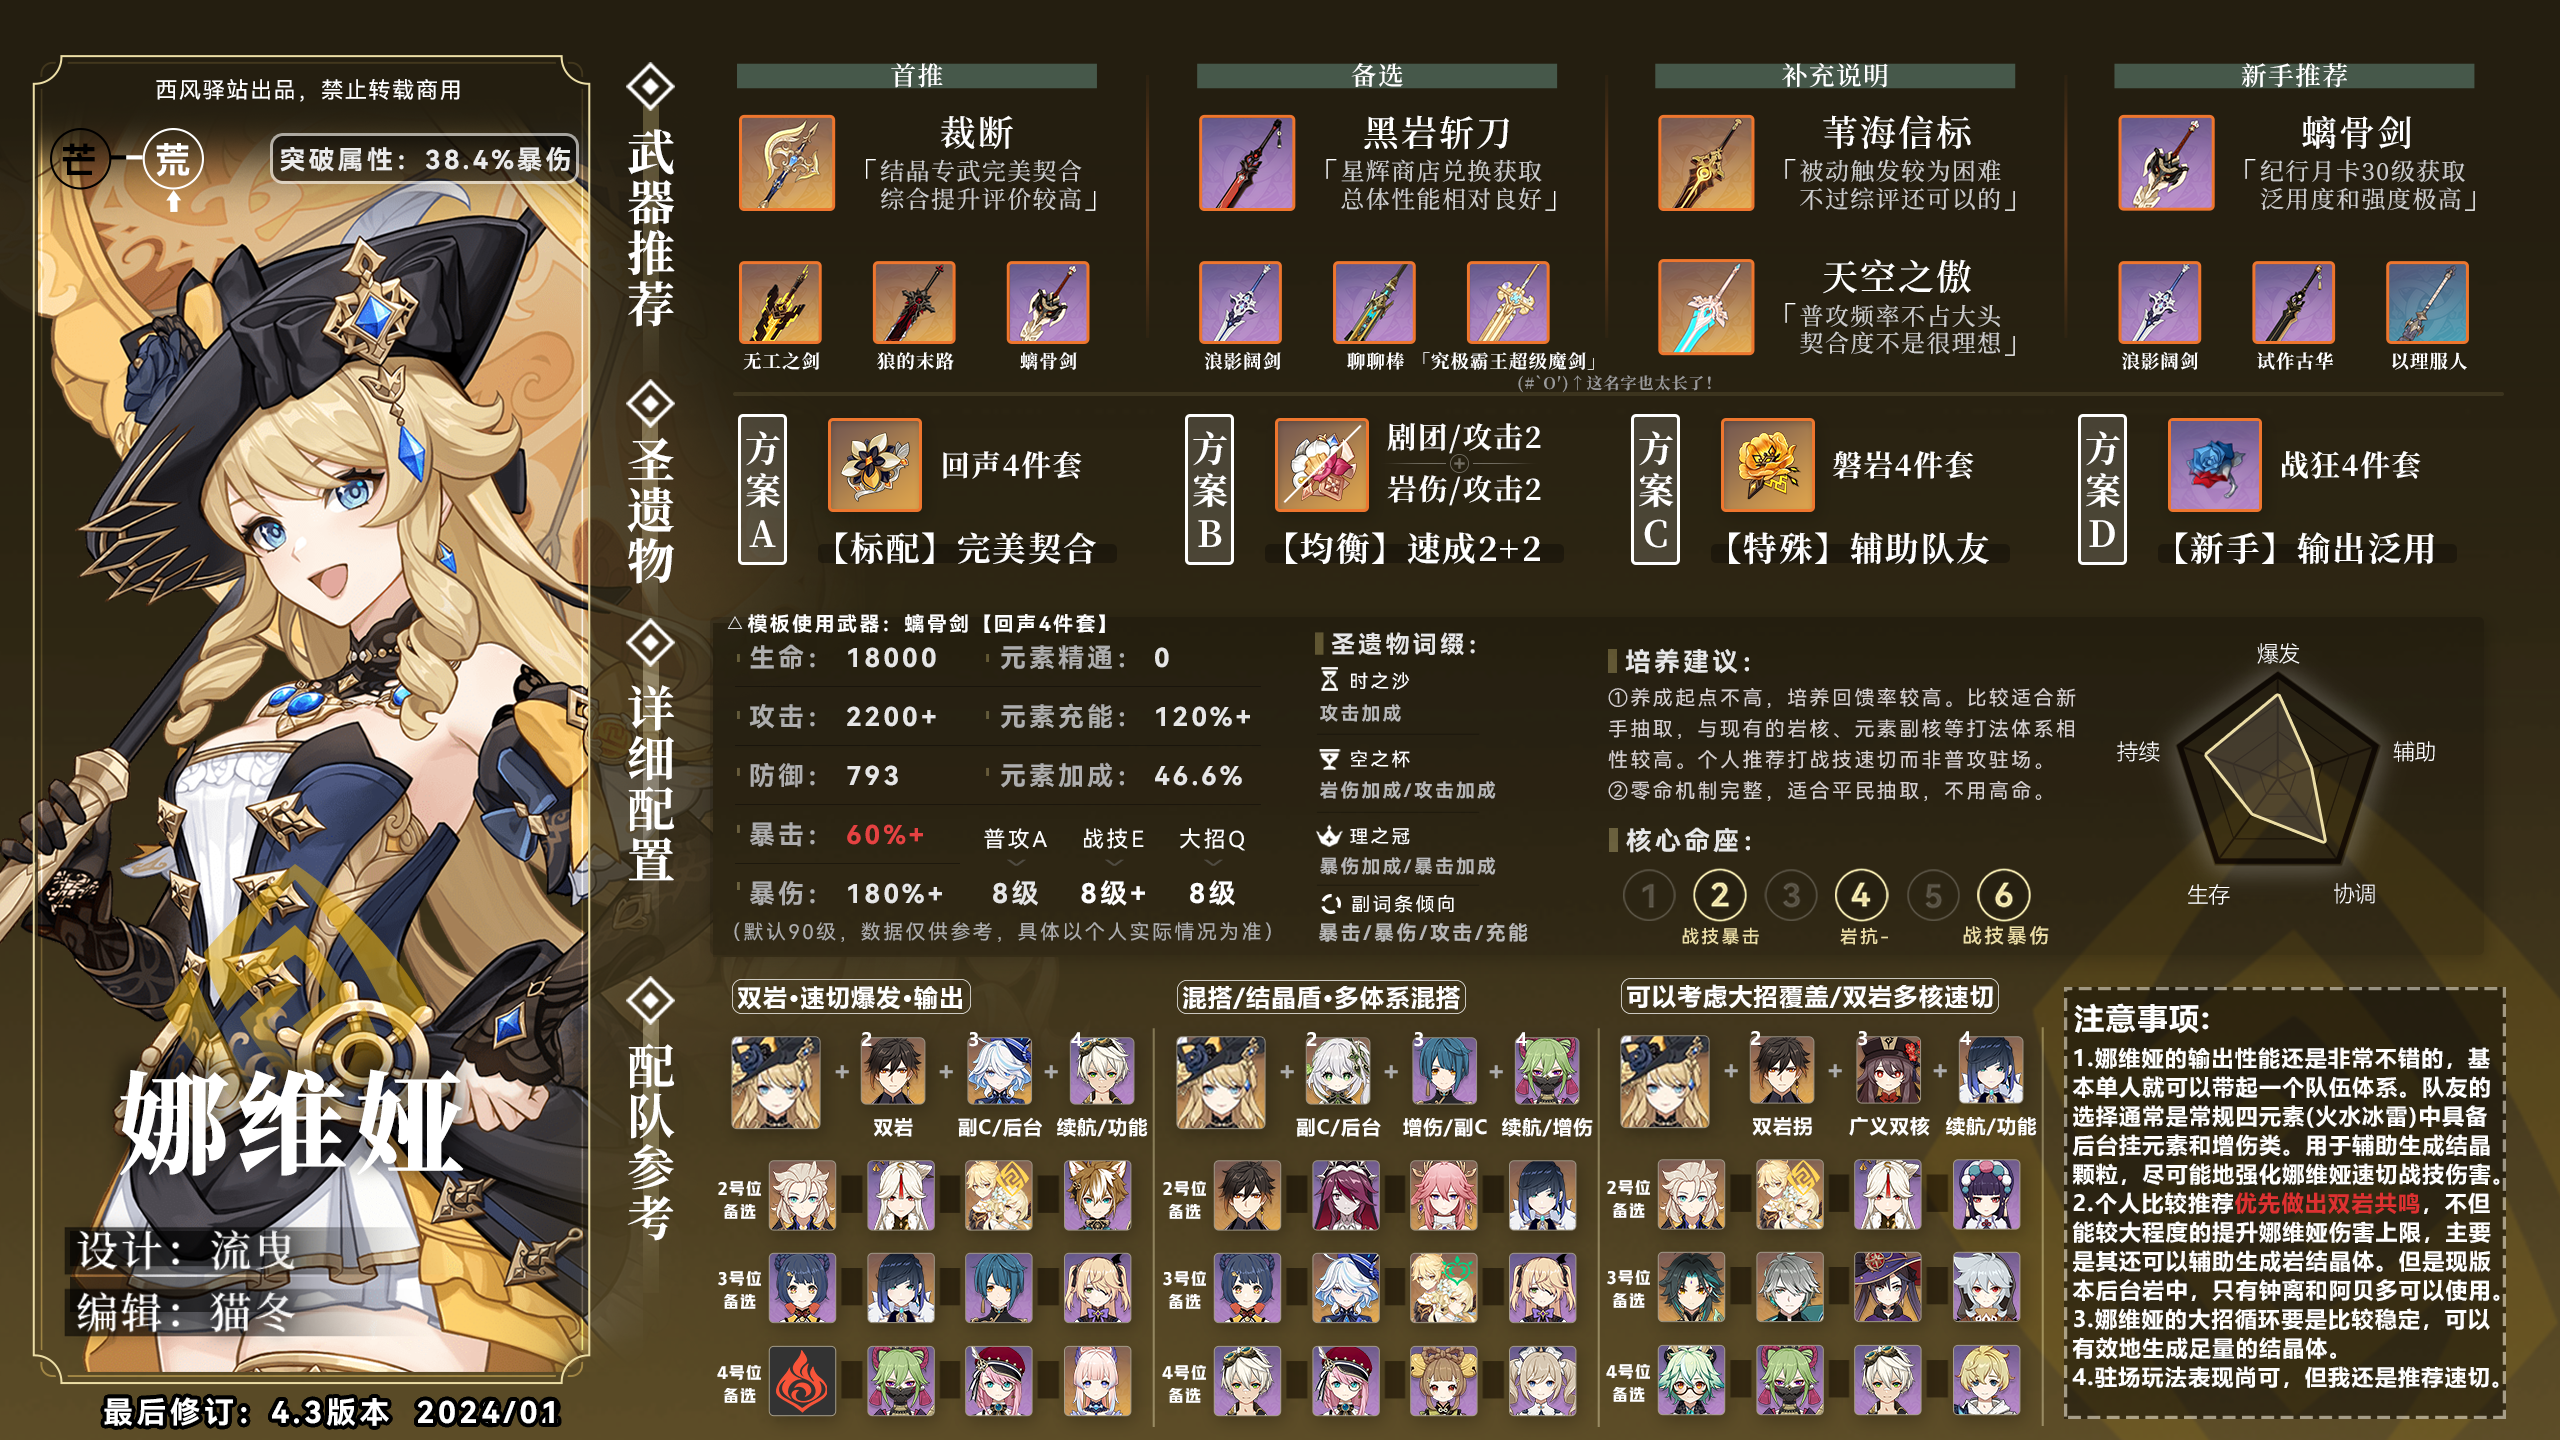 西风驿站出品，禁止转载商用
芒
荒
突破属性：38.4%暴伤
娜维娅
设计：流曳
编辑：猫冬
最后修订：4.3版本 2024/01
武器推荐
首推
裁断
「结晶专武完美契合
综合提升评价较高」
无工之剑
狼的末路
螭骨剑
备选
黑岩斩刀
「星辉商店兑换获取
总体性能相对良好」
浪影阔剑
聊聊棒
「究极霸王超级魔剑」
(#`O')↑这名字也太长了!
补充说明
苇海信标
「被动触发较为困难
不过综评还可以的」
天空之傲
「普攻频率不占大头
契合度不是很理想」
新手推荐
螭骨剑
「纪行月卡30级获取
泛用度和强度极高」
浪影阔剑
试作古华
以理服人
圣遗物
方案A
回声4件套
【标配】完美契合
方案B
剧团/攻击2
岩伤/攻击2
【均衡】速成2+2
方案C
磐岩4件套
【特殊】辅助队友
方案D
战狂4件套
【新手】输出泛用
详细配置
△模板使用武器：螭骨剑【回声4件套】
生命： 18000 元素精通： 0
攻击： 2200+ 元素充能： 120%+
防御： 793 元素加成： 46.6%
暴击： 60%+ 普攻A 战技E 大招Q
暴伤： 180%+ 8级 8级+ 8级
(默认90级，数据仅供参考，具体以个人实际情况为准)
圣遗物词缀：
时之沙
攻击加成
空之杯
岩伤加成/攻击加成
理之冠
暴伤加成/暴击加成
副词条倾向
暴击/暴伤/攻击/充能
培养建议：
①养成起点不高，培养回馈率较高。比较适合新
手抽取，与现有的岩核、元素副核等打法体系相
性较高。个人推荐打战技速切而非普攻驻场。
②零命机制完整，适合平民抽取，不用高命。
核心命座：
1 2 3 4 5 6
战技暴击 岩抗- 战技暴伤
爆发
辅助
协调
生存
持续
配队参考
双岩·速切爆发·输出
+ 2 + 3 + 4
双岩 副C/后台 续航/功能
2号位
备选
3号位
备选
4号位
备选
混搭/结晶盾·多体系混搭
+ 2 + 3 + 4
副C/后台 增伤/副C 续航/增伤
2号位
备选
3号位
备选
4号位
备选
可以考虑大招覆盖/双岩多核速切
+ 2 + 3 + 4
双岩拐 广义双核 续航/功能
2号位
备选
3号位
备选
4号位
备选
注意事项:
1.娜维娅的输出性能还是非常不错的，基
本单人就可以带起一个队伍体系。队友的
选择通常是常规四元素(火水冰雷)中具备
后台挂元素和增伤类。用于辅助生成结晶
颗粒，尽可能地强化娜维娅速切战技伤害。
2.个人比较推荐优先做出双岩共鸣，不但
能较大程度的提升娜维娅伤害上限，主要
是其还可以辅助生成岩结晶体。但是现版
本后台岩中，只有钟离和阿贝多可以使用。
3.娜维娅的大招循环要是比较稳定，可以
有效地生成足量的结晶体。
4.驻场玩法表现尚可，但我还是推荐速切。